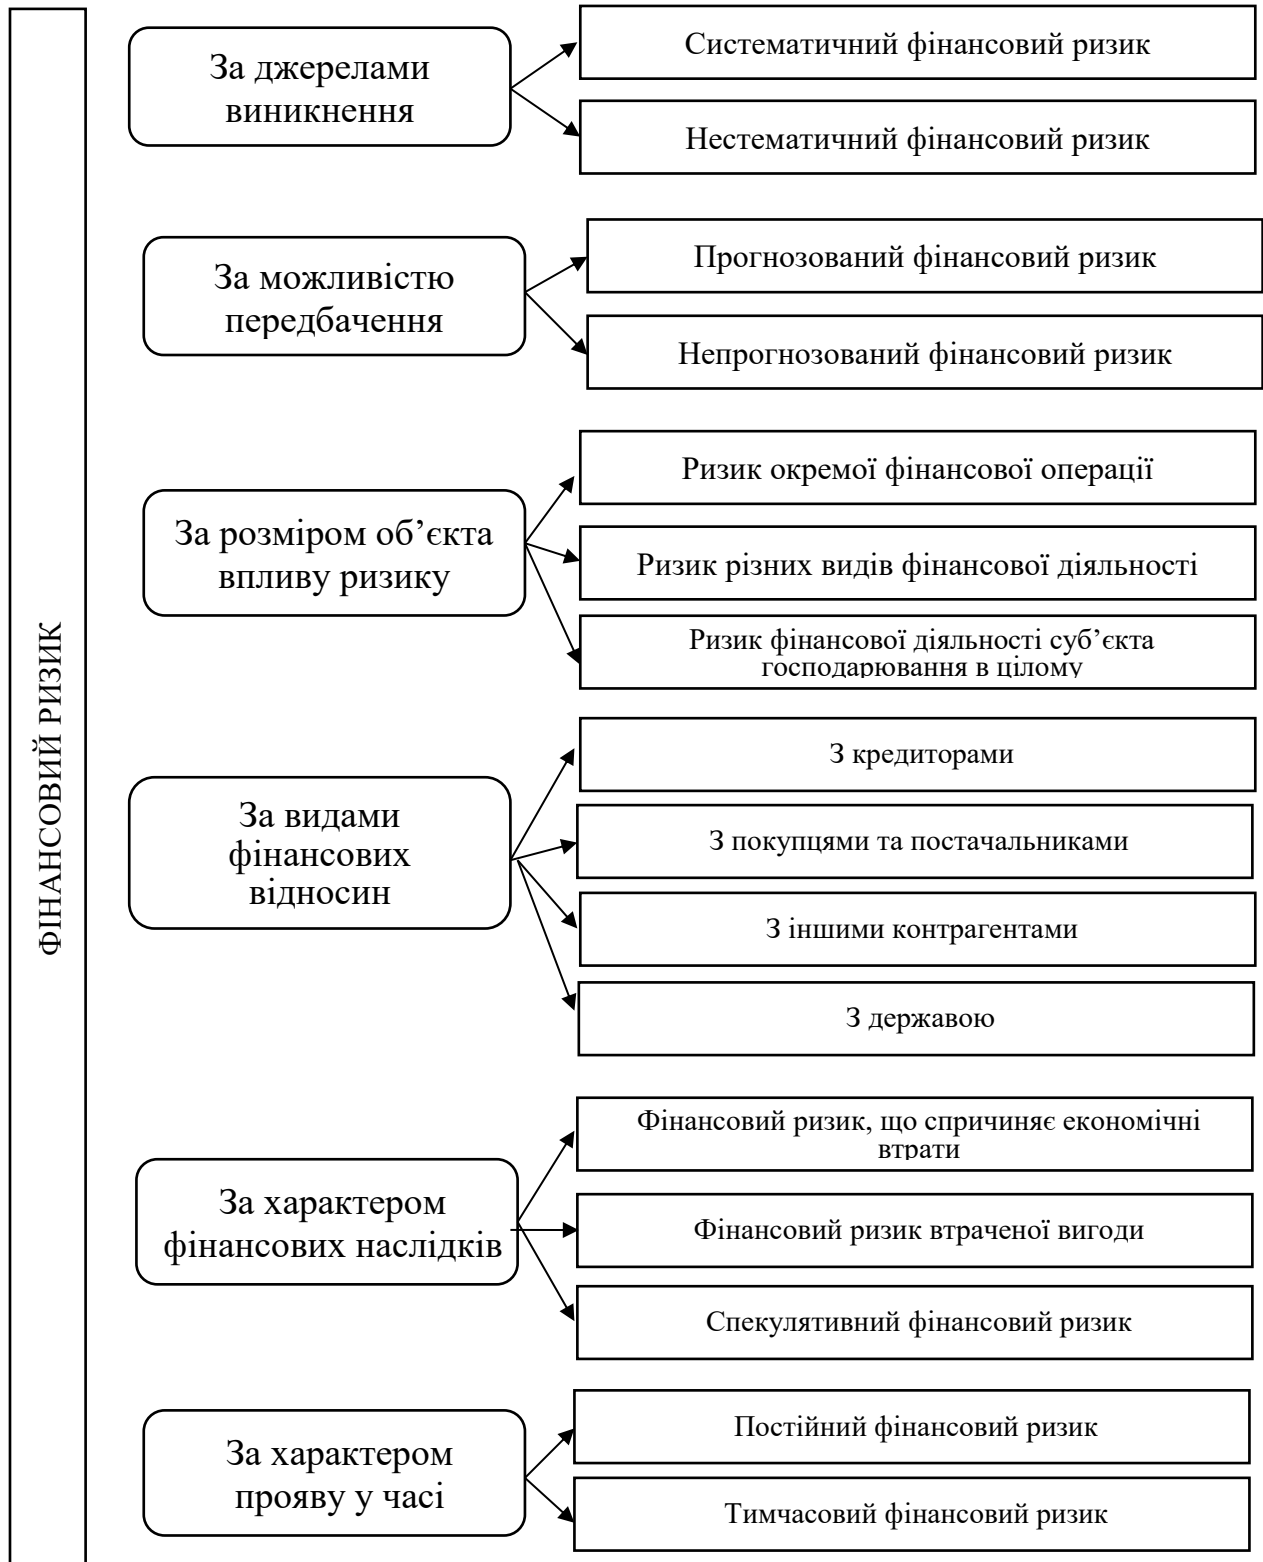 ФІНАНСОВИЙ РИЗИК
За джерелами
виникнення
Систематичний фінансовий ризик
Нестематичний фінансовий ризик
За можливістю
передбачення
Прогнозований фінансовий ризик
Непрогнозований фінансовий ризик
За розміром об’єкта
впливу ризику
Ризик окремої фінансової операції
Ризик різних видів фінансової діяльності
Ризик фінансової діяльності суб’єкта
господарювання в цілому
За видами
фінансових
відносин
З кредиторами
З покупцями та постачальниками
З іншими контрагентами
З державою
За характером
фінансових наслідків
Фінансовий ризик, що спричиняє економічні
втрати
Фінансовий ризик втраченої вигоди
Спекулятивний фінансовий ризик
За характером
прояву у часі
Постійний фінансовий ризик
Тимчасовий фінансовий ризик